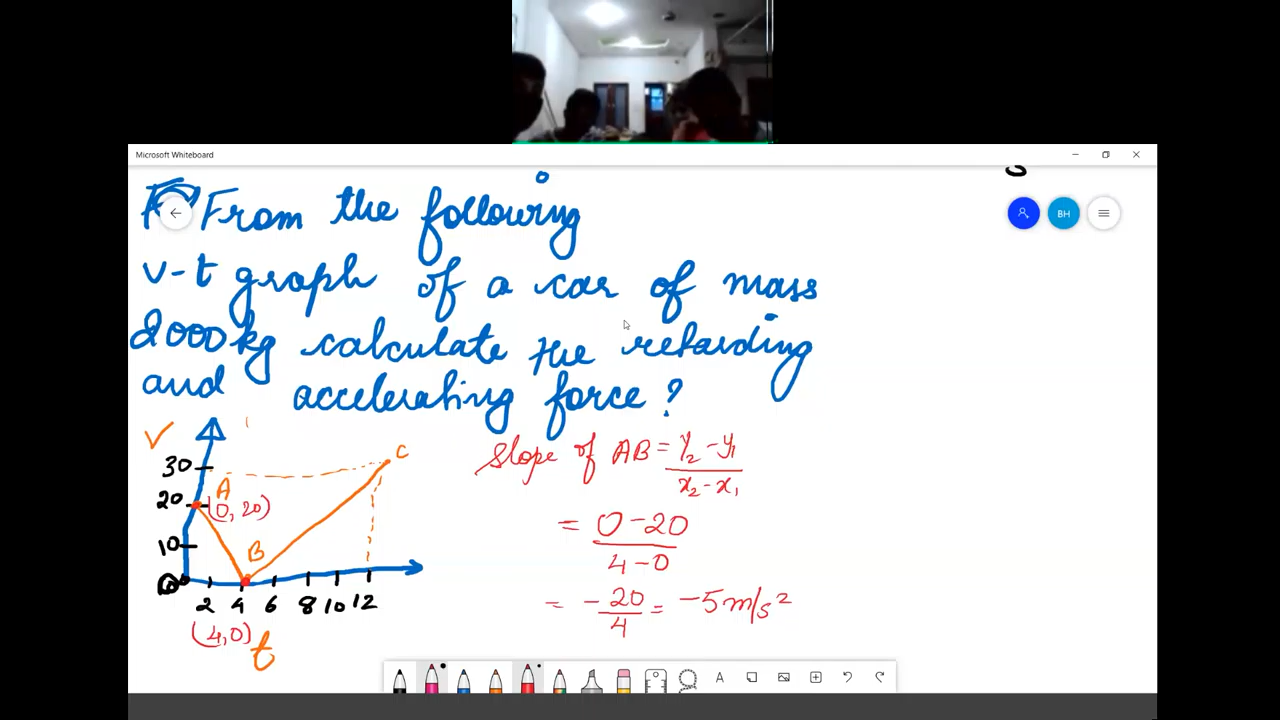 Microsoft Whiteboard
From the following
BH
v-t graph of a car of mass
2000 kg calculate the retarding
and accelerating force?
V
30
20
10
0
A
(0, 20)
B
C
2 4 6 8 10 12
(4,0)
t
Slope of AB = y₂ - y₁
x₂ - x₁
= 0 - 20
4 - 0
= - 20 = -5 m/s²
4
A